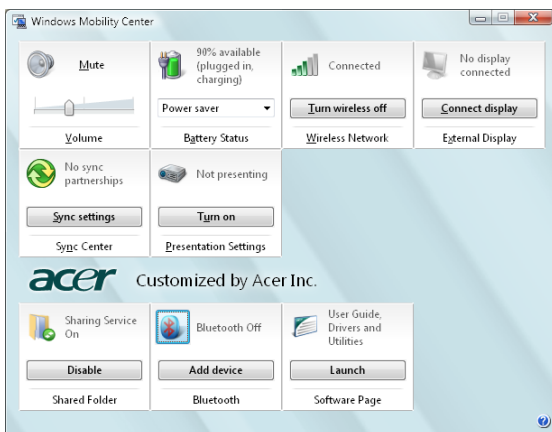 Windows Mobility Center
Mute
Volume
90% available
(plugged in,
charging)
Power saver
Battery Status
Connected
Turn wireless off
Wireless Network
No display
connected
Connect display
External Display
No sync
partnerships
Sync settings
Sync Center
Not presenting
Turn on
Presentation Settings
acer Customized by Acer Inc.
Sharing Service
On
Disable
Shared Folder
Bluetooth Off
Add device
Bluetooth
User Guide,
Drivers and
Utilities
Launch
Software Page